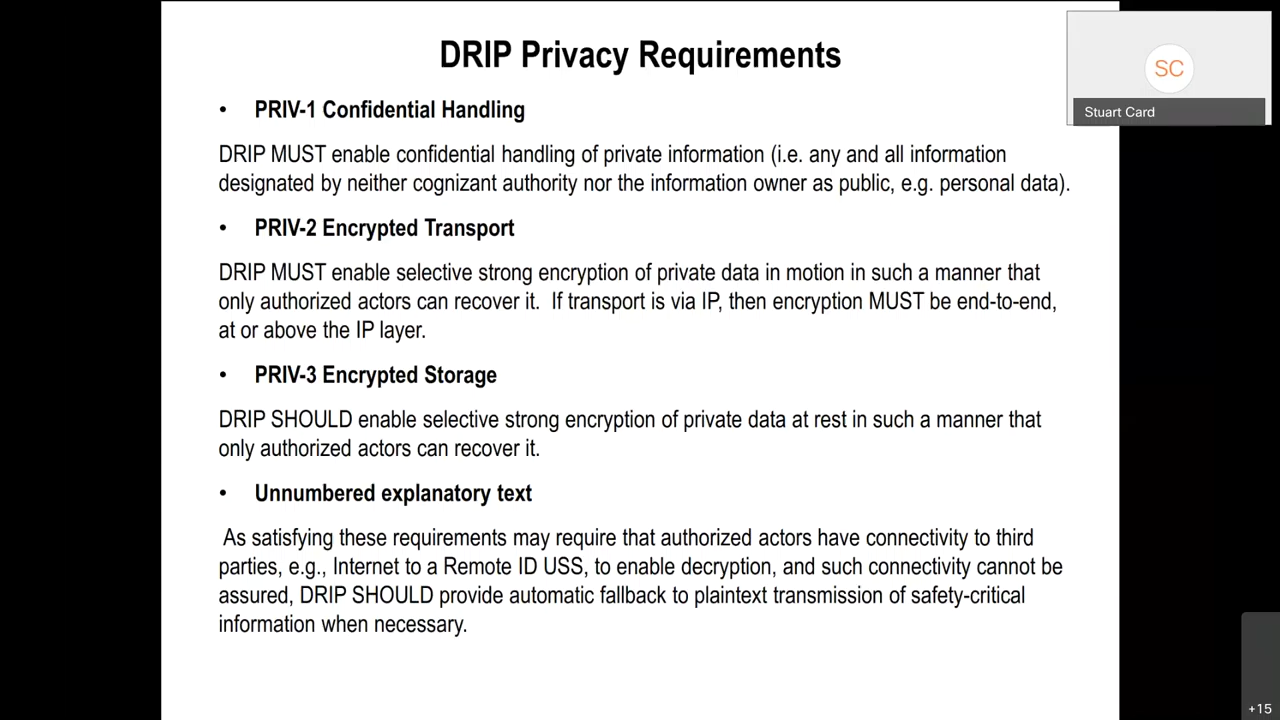 DRIP Privacy Requirements
SC
Stuart Card
• PRIV-1 Confidential Handling
DRIP MUST enable confidential handling of private information (i.e. any and all information
designated by neither cognizant authority nor the information owner as public, e.g. personal data).
• PRIV-2 Encrypted Transport
DRIP MUST enable selective strong encryption of private data in motion in such a manner that
only authorized actors can recover it.  If transport is via IP, then encryption MUST be end-to-end,
at or above the IP layer.
• PRIV-3 Encrypted Storage
DRIP SHOULD enable selective strong encryption of private data at rest in such a manner that
only authorized actors can recover it.
• Unnumbered explanatory text
As satisfying these requirements may require that authorized actors have connectivity to third
parties, e.g., Internet to a Remote ID USS, to enable decryption, and such connectivity cannot be
assured, DRIP SHOULD provide automatic fallback to plaintext transmission of safety-critical
information when necessary.
+15